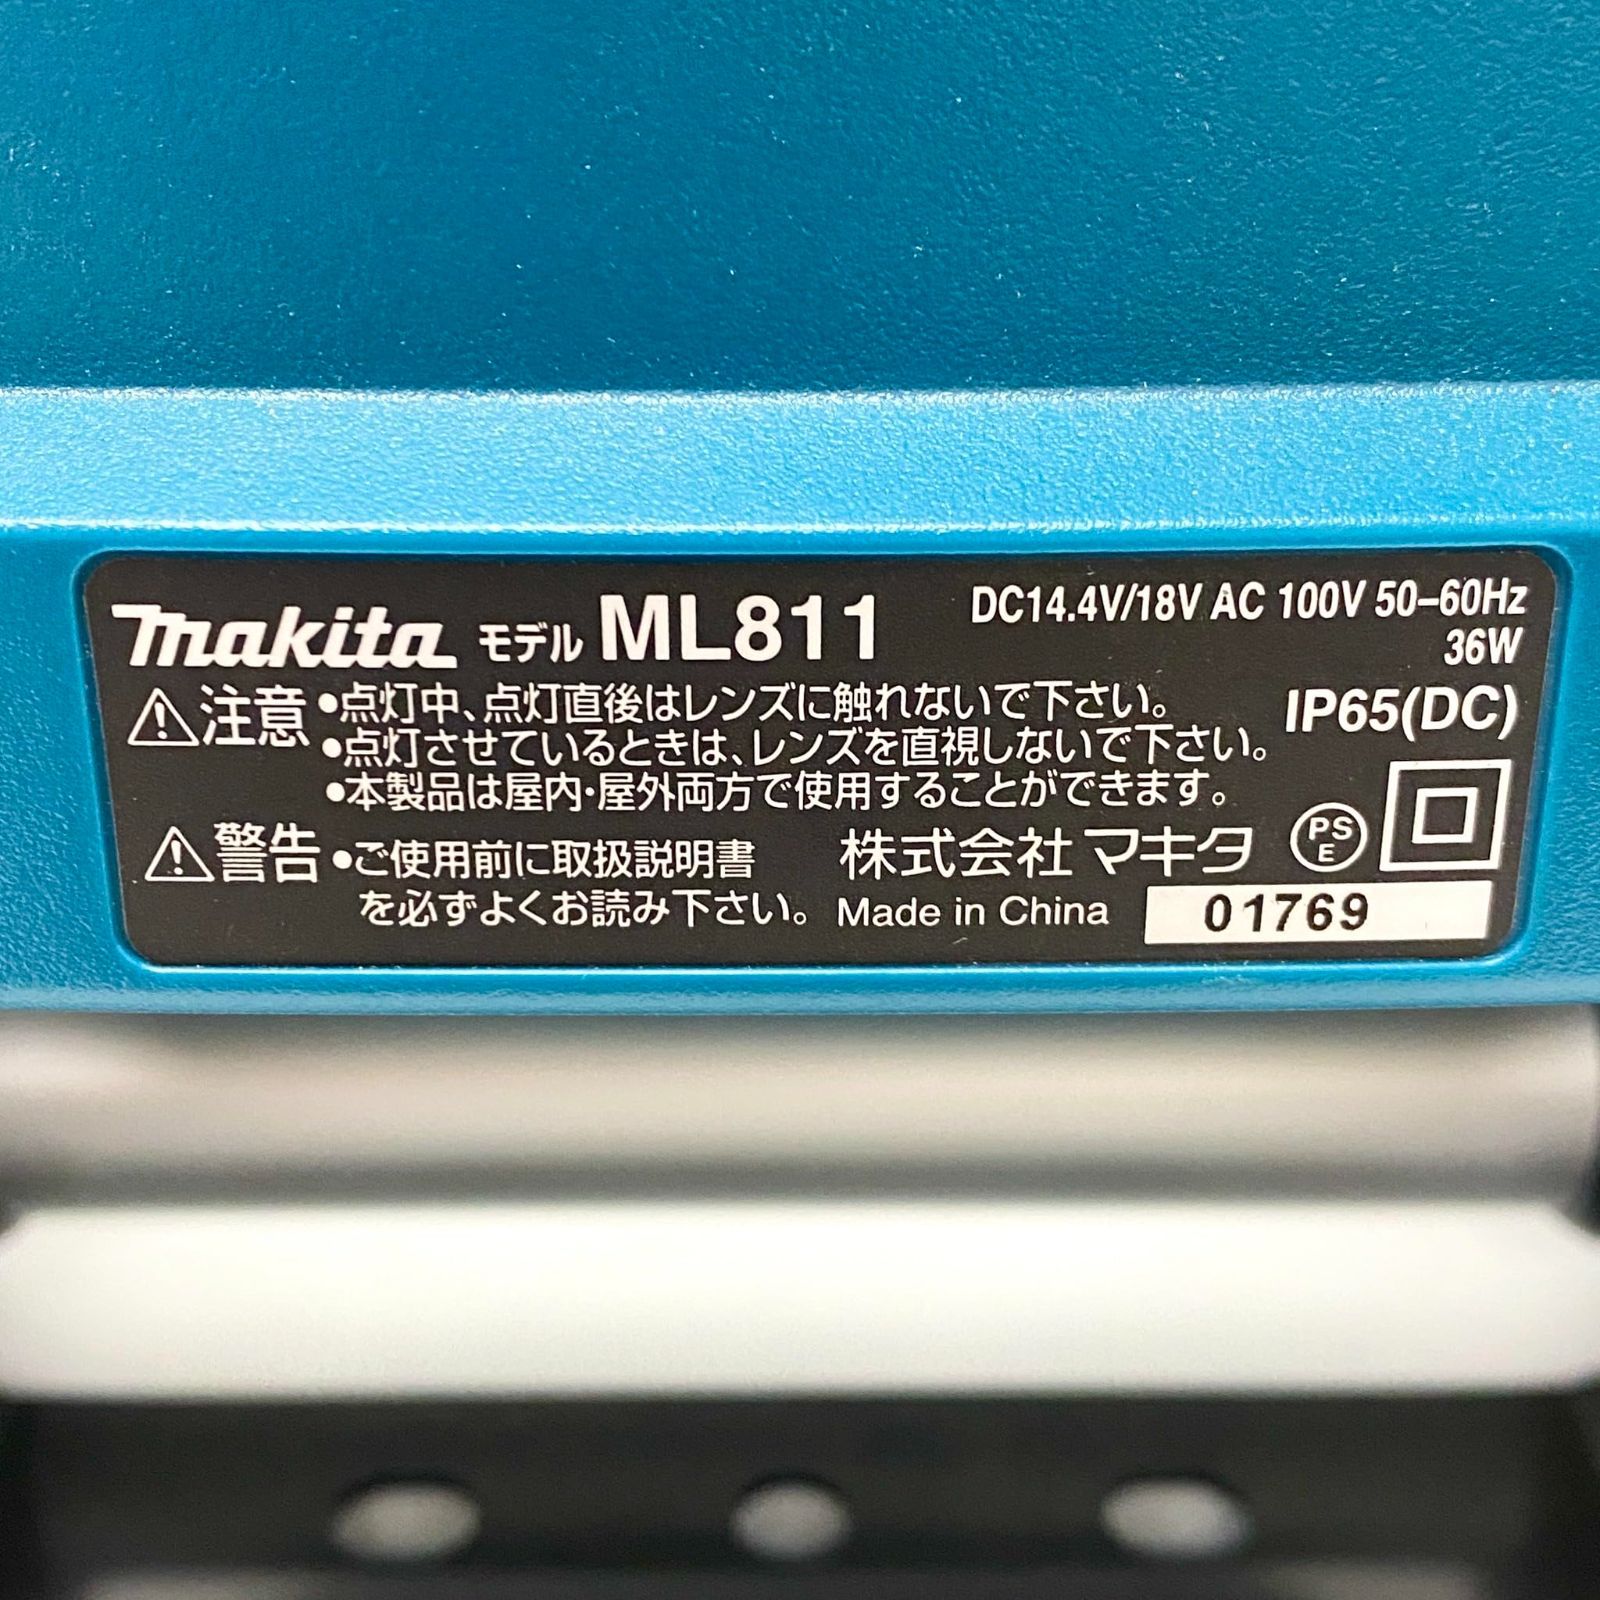 makita モデル ML811 DC14.4V/18V AC 100V 50–60Hz
36W
IP65(DC)
注意 ●点灯中、点灯直後はレンズに触れないで下さい。
●点灯させているときは、レンズを直視しないで下さい。
●本製品は屋内・屋外両方で使用することができます。
警告 ●ご使用前に取扱説明書
を必ずよくお読み下さい。
株式会社マキタ
PS
E
Made in China
01769